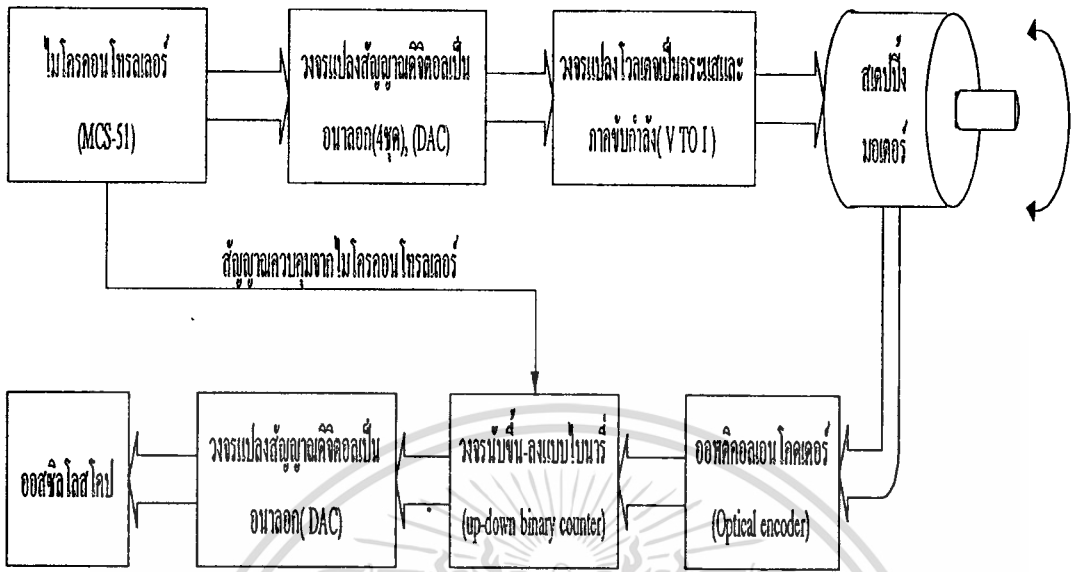 ไมโครคอนโทรลเลอร์
(MCS-51)
วงจรแปลงสัญญาณดิจิตอลเป็น
อนาลอก(4ชุด), (DAC)
วงจรแปลงโวลเตจเป็นกระแสและ
ภาคขับกำลัง( V TO I )
สเตปปิ้ง
มอเตอร์
สัญญาณควบคุมจากไมโครคอนโทรลเลอร์
ออสซิลโลสโคป
วงจรแปลงสัญญาณดิจิตอลเป็น
อนาลอก( DAC)
วงจรนับขึ้น-ลงแบบไบนารี่
(up-down binary counter)
ออพติคอลเอนโคดเตอร์
(Optical encoder)